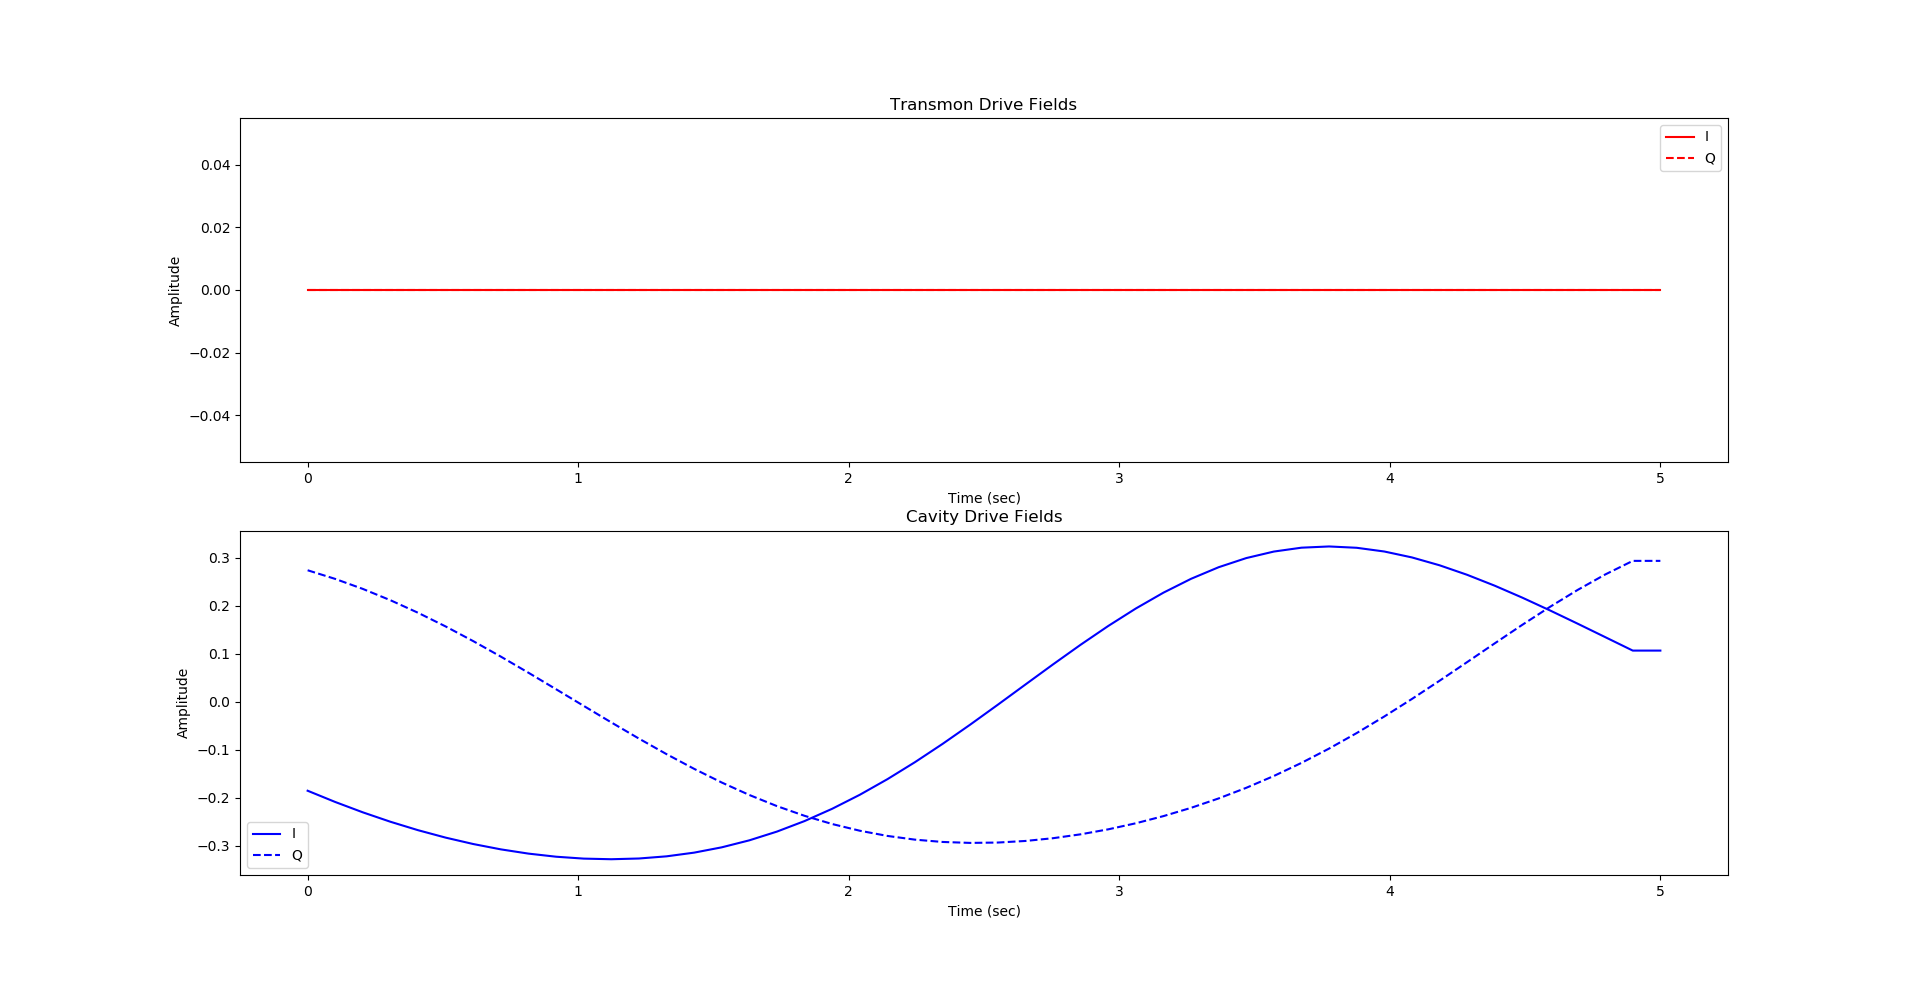 Transmon Drive Fields
I
Q
0.04
0.02
0.00
−0.02
−0.04
Amplitude
0 1 2 3 4 5
Time (sec)
Cavity Drive Fields
0.3
0.2
0.1
0.0
−0.1
−0.2
−0.3
Amplitude
I
Q
0 1 2 3 4 5
Time (sec)